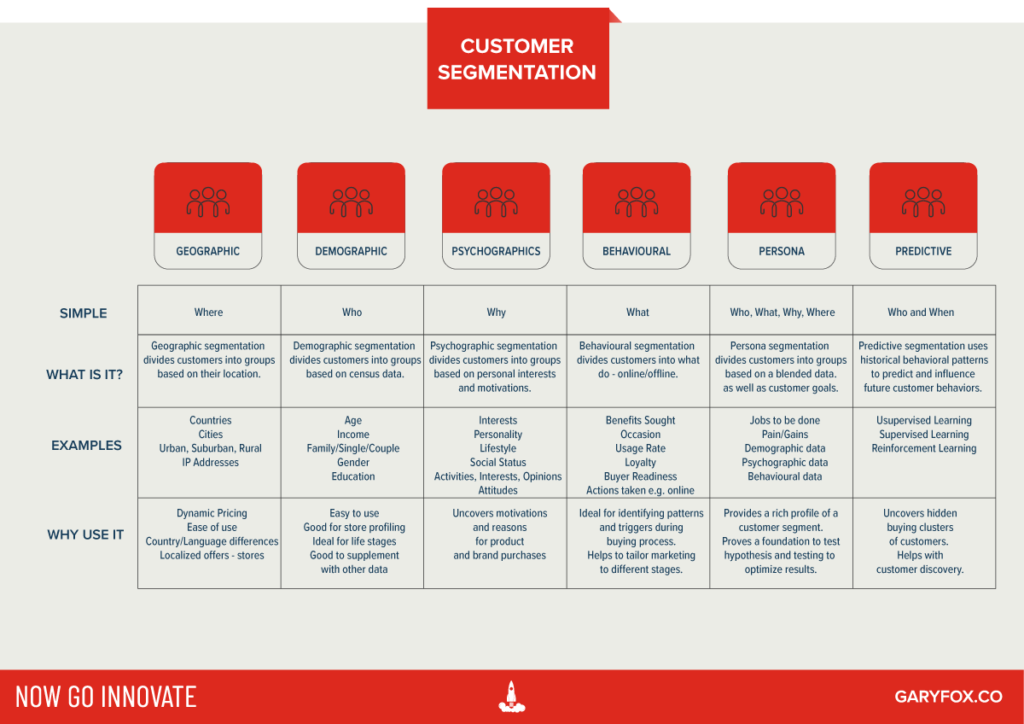 CUSTOMER
SEGMENTATION
GEOGRAPHIC
DEMOGRAPHIC
PSYCHOGRAPHICS
BEHAVIOURAL
PERSONA
PREDICTIVE
SIMPLE
Where
Who
Why
What
Who, What, Why, Where
Who and When
WHAT IS IT?
Geographic segmentation
divides customers into groups
based on their location.
Demographic segmentation
divides customers into groups
based on census data.
Psychographic segmentation
divides customers into groups
based on personal interests
and motivations.
Behavioural segmentation
divides customers into what
do - online/offline.
Persona segmentation
divides customers into groups
based on a blended data.
as well as customer goals.
Predictive segmentation uses
historical behavioral patterns
to predict and influence
future customer behaviors.
EXAMPLES
Countries
Cities
Urban, Suburban, Rural
IP Addresses
Age
Income
Family/Single/Couple
Gender
Education
Interests
Personality
Lifestyle
Social Status
Activities, Interests, Opinions
Attitudes
Benefits Sought
Occasion
Usage Rate
Loyalty
Buyer Readiness
Actions taken e.g. online
Jobs to be done
Pain/Gains
Demographic data
Psychographic data
Behavioural data
Usupervised Learning
Supervised Learning
Reinforcement Learning
WHY USE IT
Dynamic Pricing
Ease of use
Country/Language differences
Localized offers - stores
Easy to use
Good for store profiling
Ideal for life stages
Good to supplement
with other data
Uncovers motivations
and reasons
for product
and brand purchases
Ideal for identifying patterns
and triggers during
buying process.
Helps to tailor marketing
to different stages.
Provides a rich profile of a
customer segment.
Proves a foundation to test
hypothesis and testing to
optimize results.
Uncovers hidden
buying clusters
of customers.
Helps with
customer discovery.
NOW GO INNOVATE
GARYFOX.CO